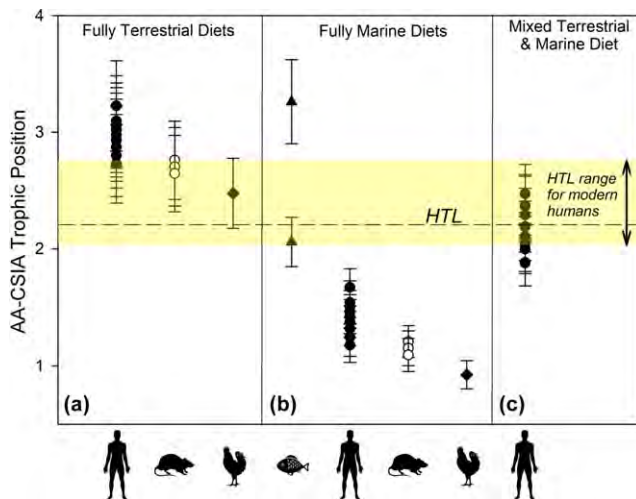 Fully Terrestrial Diets
Fully Marine Diets
Mixed Terrestrial
& Marine Diet
AA-CSIA Trophic Position
4
3
2
1
HTL
HTL range
for modern
humans
(a)
(b)
(c)